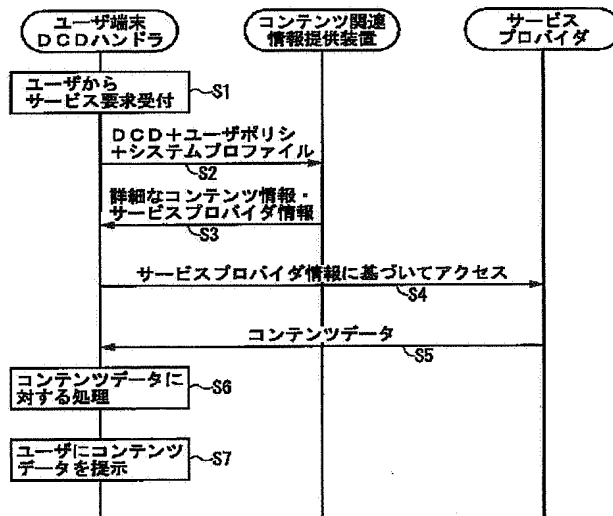 ユーザ端末
DCDハンドラ
コンテンツ関連
情報提供装置
サービス
プロバイダ
ユーザから
サービス要求受付
S1
DCD+ユーザポリシ
+システムプロファイル
S2
詳細なコンテンツ情報・
サービスプロバイダ情報
S3
サービスプロバイダ情報に基づいてアクセス
S4
コンテンツデータ
S5
コンテンツデータに
対する処理
S6
ユーザにコンテンツ
データを提示
S7